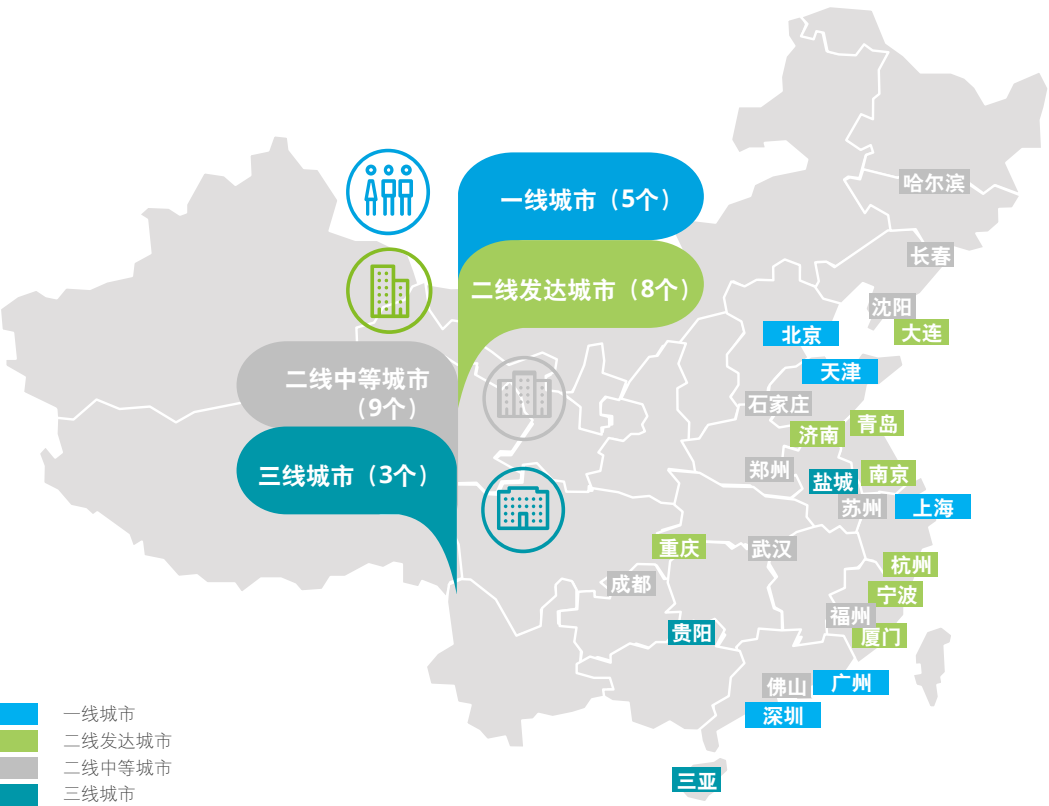 一线城市（5个）
二线发达城市（8个）
二线中等城市
（9个）
三线城市（3个）
哈尔滨
长春
沈阳
大连
北京
天津
石家庄
青岛
济南
郑州
南京
盐城
苏州
上海
重庆
武汉
杭州
成都
宁波
福州
贵阳
厦门
广州
佛山
深圳
三亚
一线城市
二线发达城市
二线中等城市
三线城市